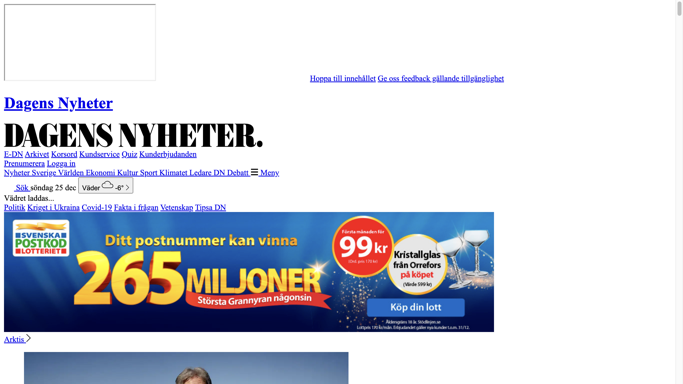 Hoppa till innehållet Ge oss feedback gällande tillgänglighet
Dagens Nyheter
DAGENS NYHETER.
E-DN Arkivet Korsord Kundservice Quiz Kunderbjudanden
Prenumerera Logga in
Nyheter Sverige Världen Ekonomi Kultur Sport Klimatet Ledare DN Debatt Meny
Sök söndag 25 dec Väder -6°
Vädret laddas...
Politik Kriget i Ukraina Covid-19 Fakta i frågan Vetenskap Tipsa DN
SVENSKA
POSTKOD
LOTTERIET
Ditt postnummer kan vinna
265 MILJONER
Största Grannyran någonsin
Första månaden för
99 kr
Kristallglas
från Orrefors
på köpet
(Värde 599 kr)
Köp din lott
Arktis